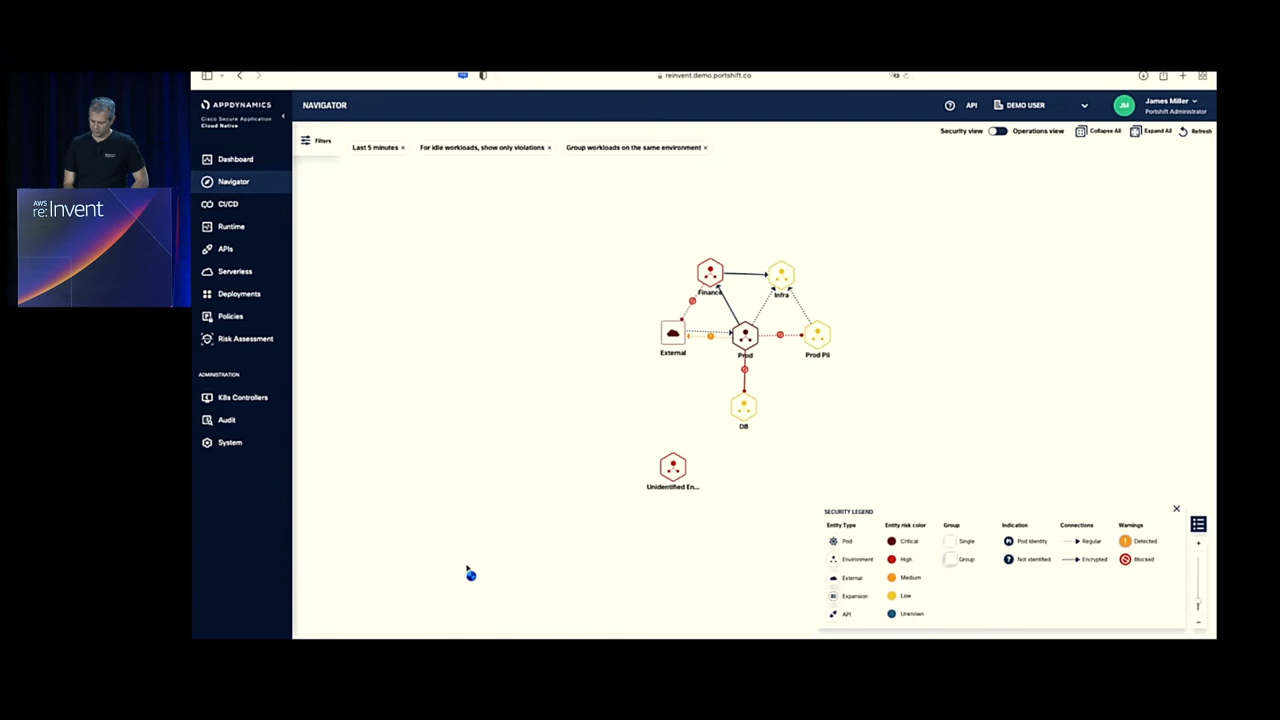 reinvent.demo.portshift.co
APPDYNAMICS
Cisco Secure Application
Cloud Native
NAVIGATOR
API
DEMO USER
JM
James Miller
Portshift Administrator
Security view
Operations view
Collapse All
Expand All
Refresh
Filters
Last 5 minutes ×
For idle workloads, show only violations ×
Group workloads on the same environment ×
Dashboard
Navigator
CI/CD
Runtime
APIs
Serverless
Deployments
Policies
Risk Assessment
ADMINISTRATION
K8s Controllers
Audit
System
aws
re:Invent
Finance
Infra
External
Prod
Prod Pii
DB
Unidentified En...
SECURITY LEGEND
Entity Type
Entity risk color
Group
Indication
Connections
Warnings
Pod
Critical
Single
Pod Identity
Regular
Detected
Environment
High
Group
Not identified
Encrypted
Blocked
External
Medium
Expansion
Low
API
Unknown